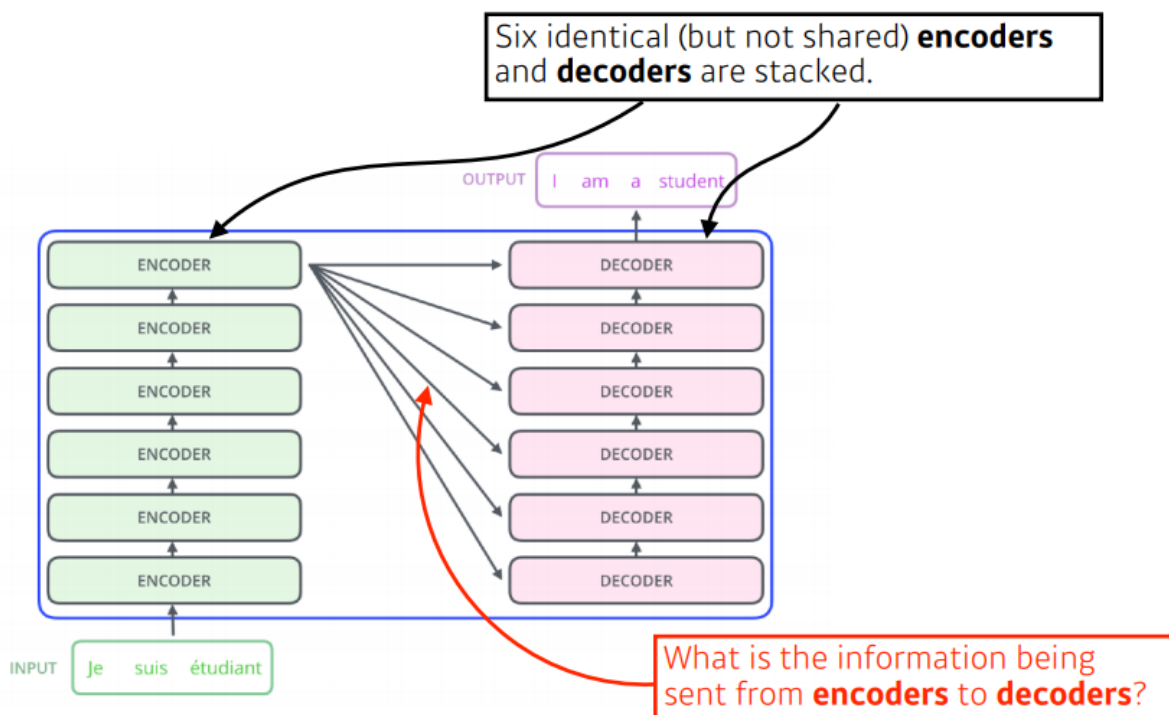 Six identical (but not shared) encoders
and decoders are stacked.
OUTPUT I am a student
ENCODER DECODER
ENCODER DECODER
ENCODER DECODER
ENCODER DECODER
ENCODER DECODER
ENCODER DECODER
INPUT Je suis étudiant
What is the information being
sent from encoders to decoders?